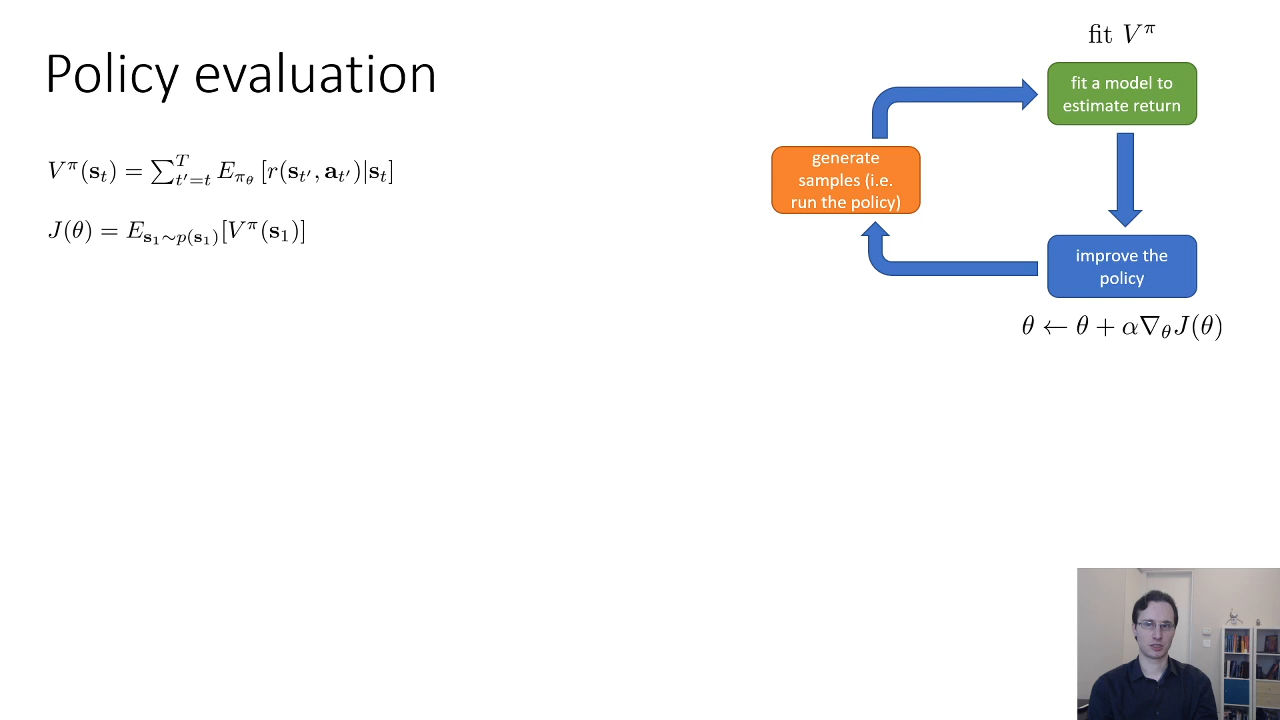 Policy evaluation
V^π(s_t) = ∑_{t'=t}^T E_{π_θ} [r(s_{t'}, a_{t'})|s_t]
J(θ) = E_{s_1∼p(s_1)}[V^π(s_1)]
fit V^π
fit a model to
estimate return
generate
samples (i.e.
run the policy)
improve the
policy
θ ← θ + α∇_θJ(θ)